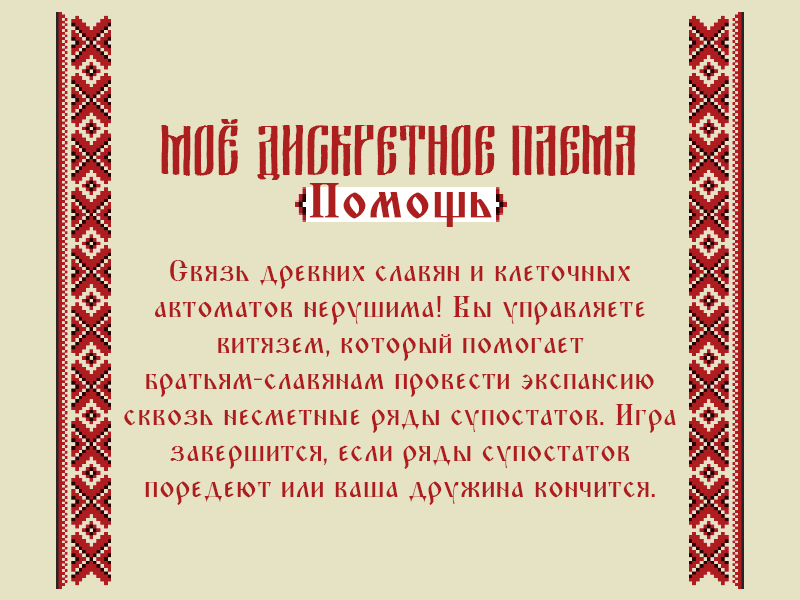 МОЁ ДИСКРЕТНОЕ ПЛЕМЯ
Помощь
Связь древних славян и клеточных
автоматов нерушима! Вы управляете
витязем, который помогает
братьям-славянам провести экспансию
сквозь несметные ряды супостатов. Игра
завершится, если ряды супостатов
поредеют или ваша дружина кончится.